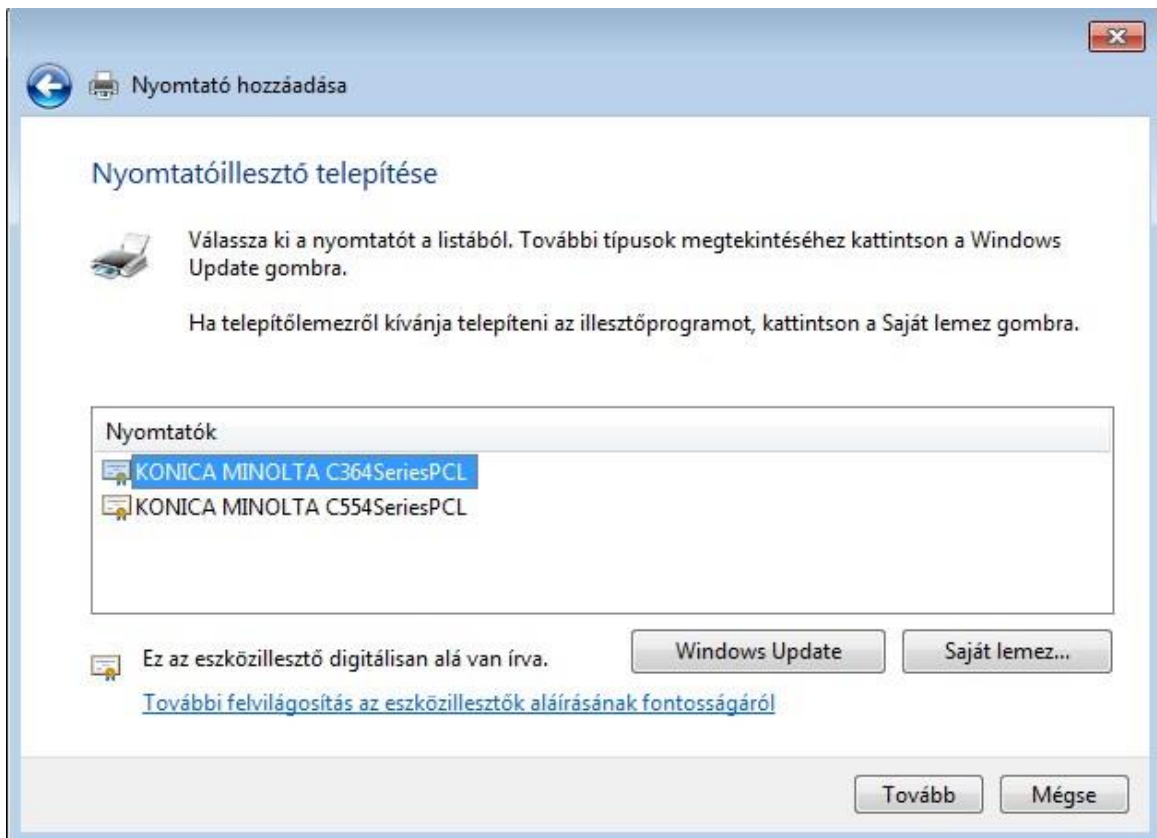 Nyomtató hozzáadása
Nyomtatóillesztő telepítése
Válassza ki a nyomtatót a listából. További típusok megtekintéséhez kattintson a Windows
Update gombra.
Ha telepítőlemezről kívánja telepíteni az illesztőprogramot, kattintson a Saját lemez gombra.
Nyomtatók
KONICA MINOLTA C364SeriesPCL
KONICA MINOLTA C554SeriesPCL
Ez az eszközillesztő digitálisan alá van írva.
Windows Update
Saját lemez...
További felvilágosítás az eszközillesztők aláírásának fontosságáról
Tovább
Mégse